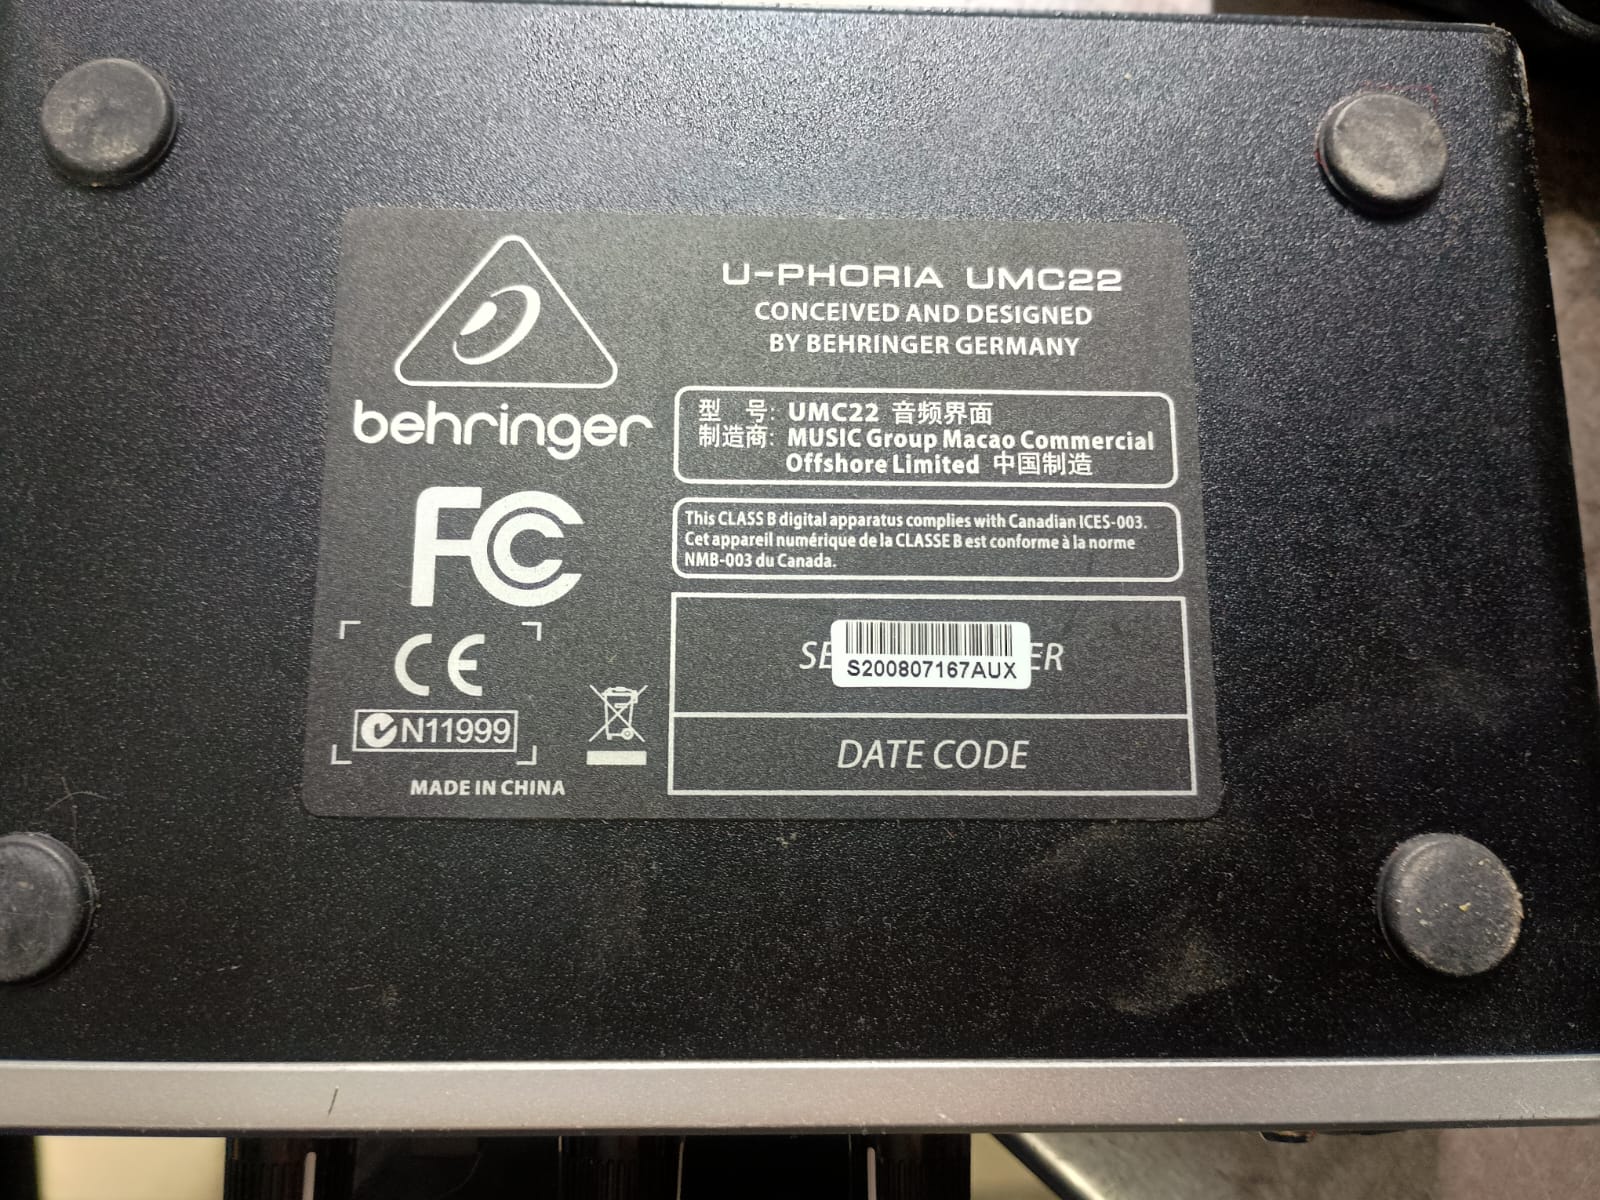 U-PHORIA UMC22
CONCEIVED AND DESIGNED
BY BEHRINGER GERMANY
behringer
型 号: UMC22 音频界面
制造商: MUSIC Group Macao Commercial
Offshore Limited 中国制造
FC
This CLASS B digital apparatus complies with Canadian ICES-003.
Cet appareil numérique de la CLASSE B est conforme à la norme
NMB-003 du Canada.
CE
N11999
MADE IN CHINA
S200807167AUX
DATE CODE